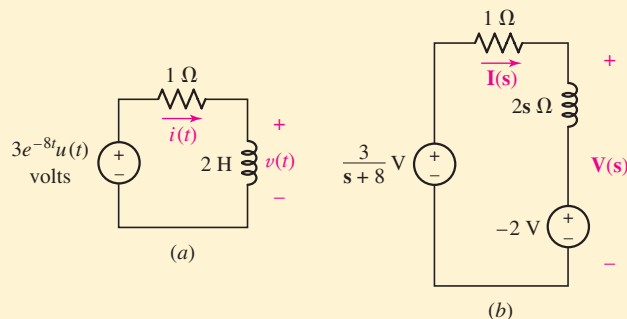 1 Ω
i(t)
3e^{-8t}u(t)
volts
+
−
2 H
+
v(t)
−
(a)
1 Ω
I(s)
+
2s Ω
3/(s + 8) V
+
−
V(s)
−2 V
+
−
−
(b)